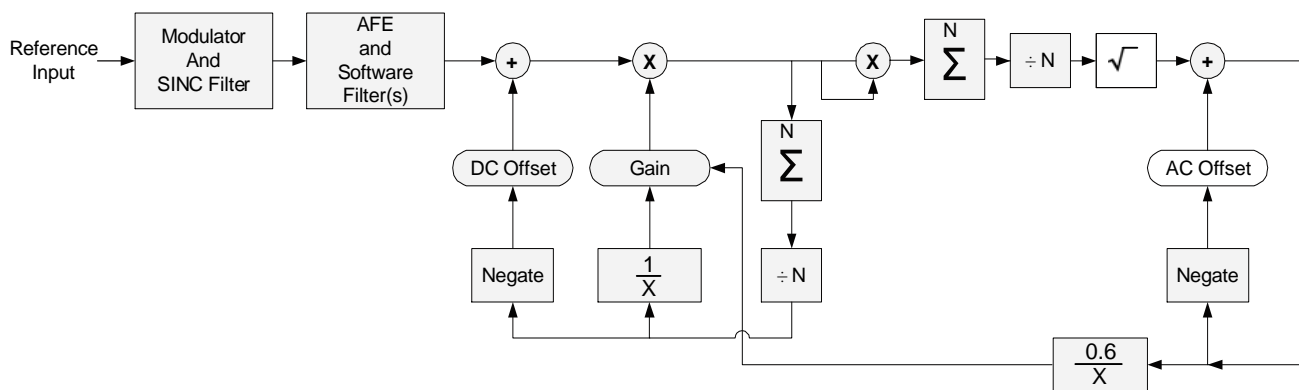 Reference
Input
Modulator
And
SINC Filter
AFE
and
Software
Filter(s)
+
X
X
N
Σ
÷ N
√
+
N
Σ
DC Offset
Gain
AC Offset
Negate
1
X
÷ N
Negate
0.6
X